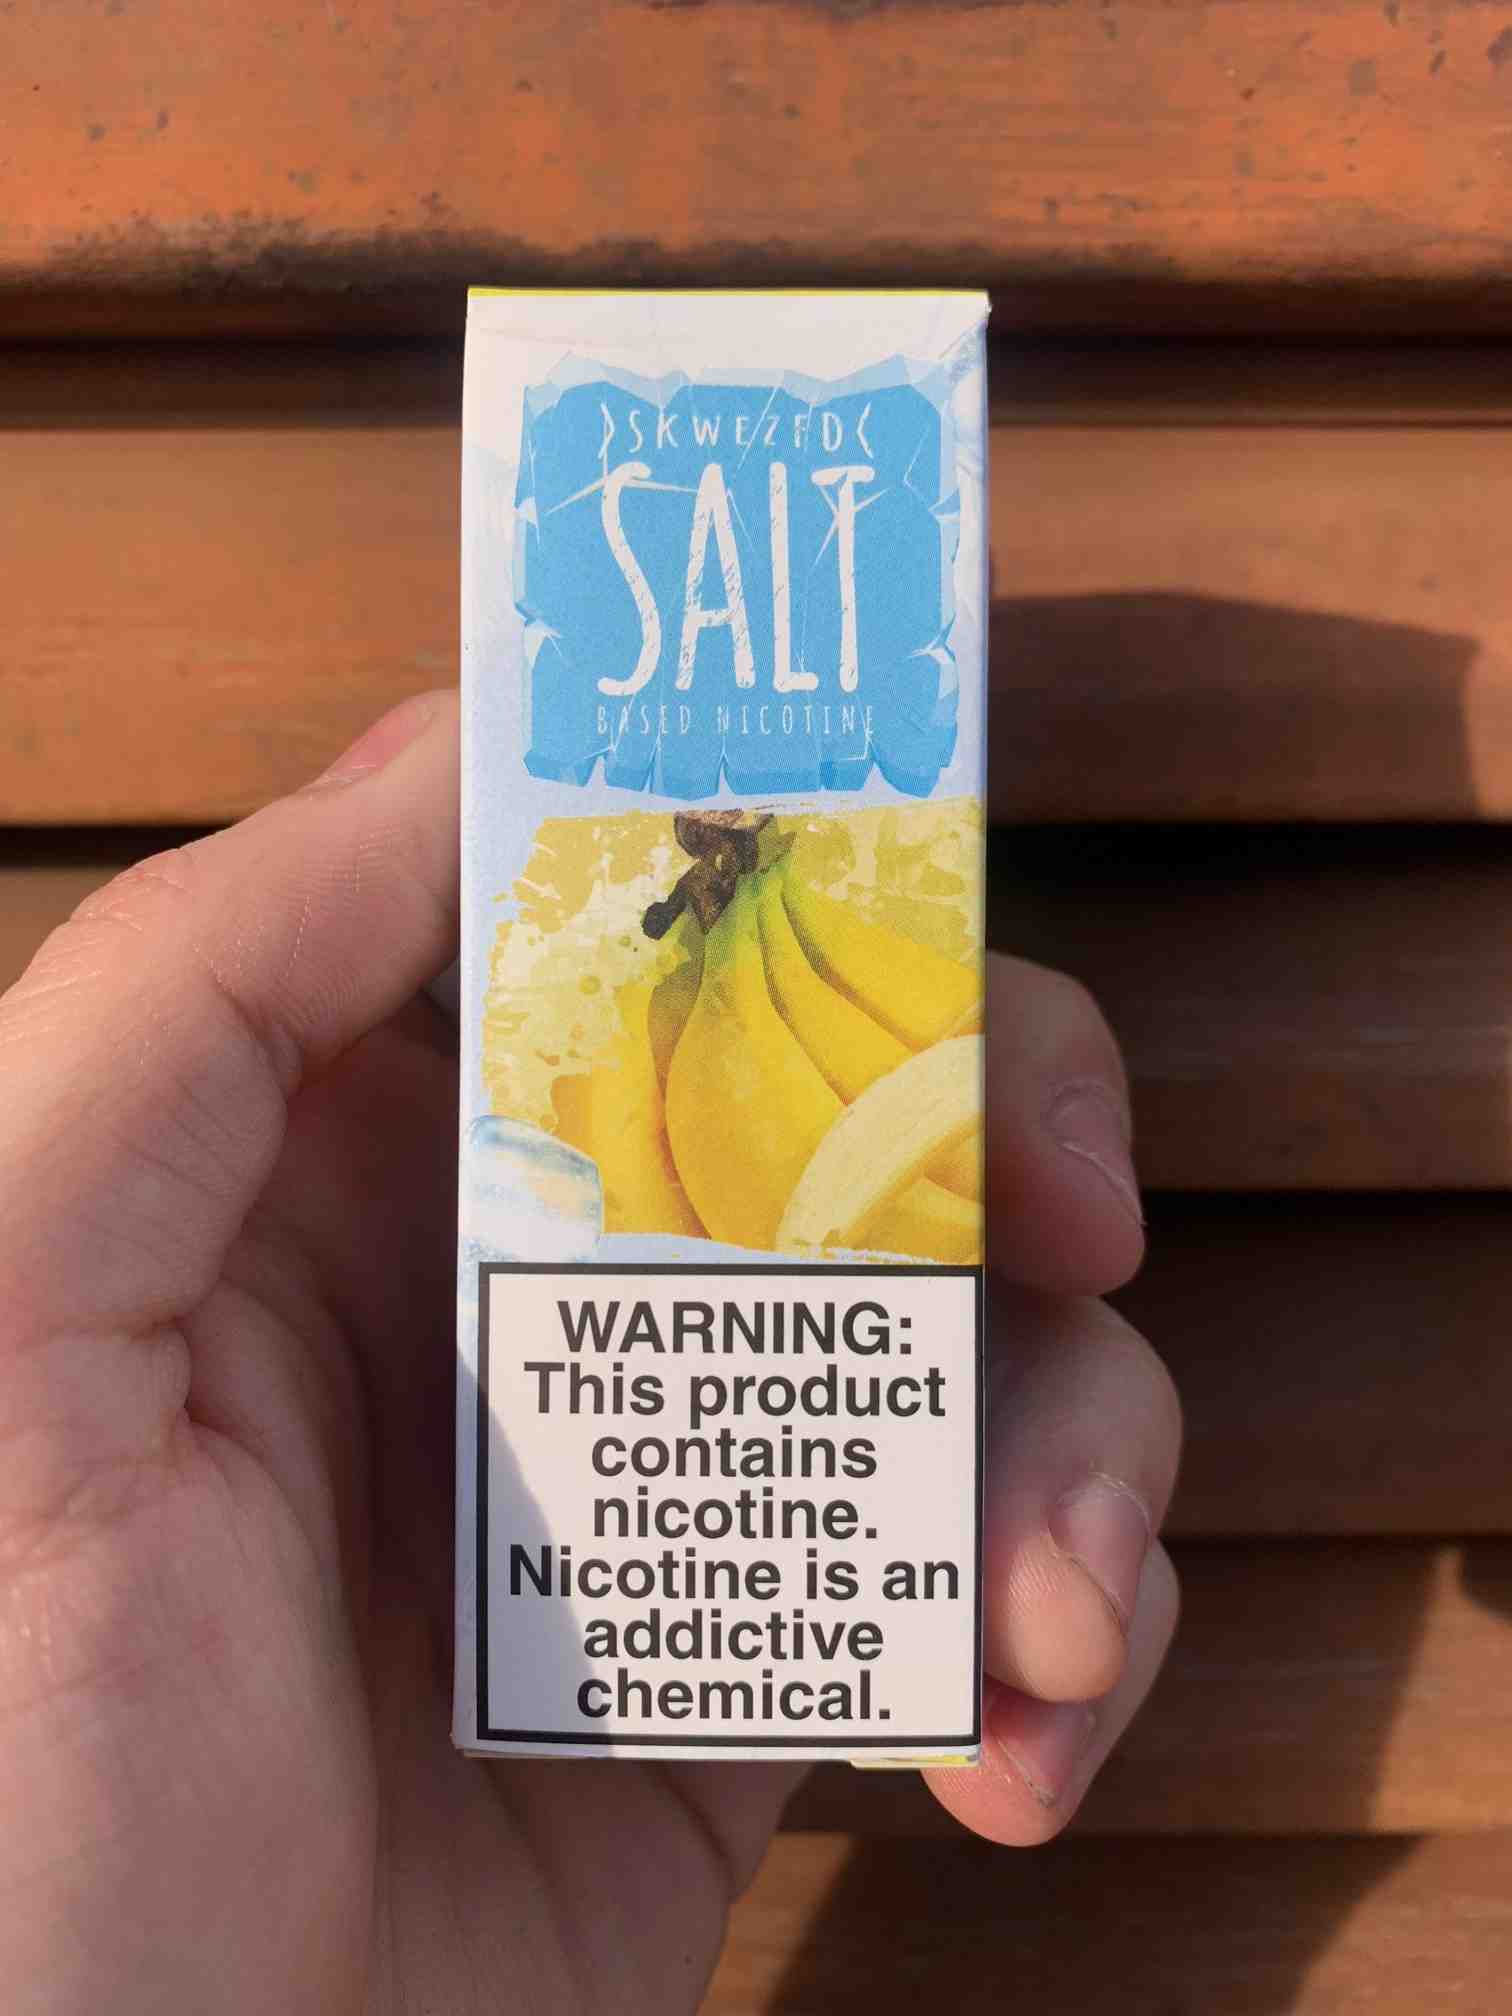 SKWEZED
SALT
BASED NICOTINE
WARNING:
This product
contains
nicotine.
Nicotine is an
addictive
chemical.